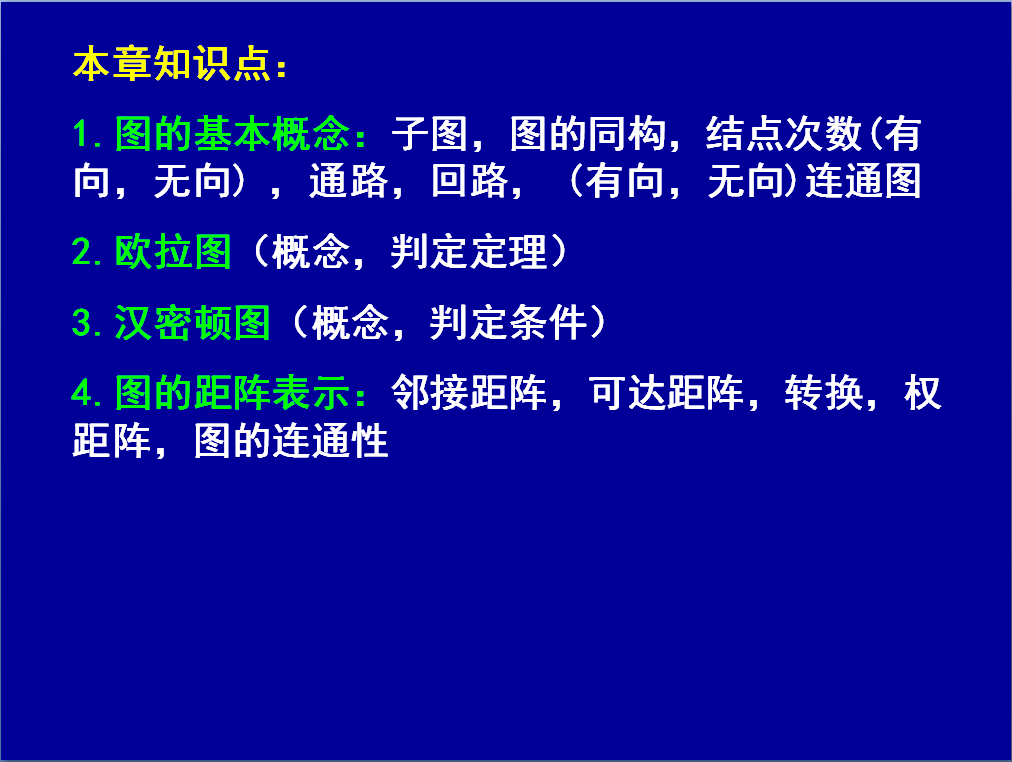 本章知识点：
1.图的基本概念：子图，图的同构，结点次数(有
向，无向)，通路，回路，(有向，无向)连通图
2.欧拉图（概念，判定定理）
3.汉密顿图（概念，判定条件）
4.图的距阵表示：邻接距阵，可达距阵，转换，权
距阵，图的连通性